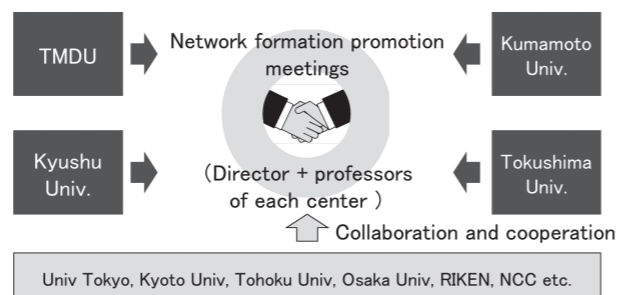 TMDU
Network formation promotion
meetings
Kumamoto
Univ.
Kyushu
Univ.
(Director + professors
of each center )
Tokushima
Univ.
Collaboration and cooperation
Univ Tokyo, Kyoto Univ, Tohoku Univ, Osaka Univ, RIKEN, NCC etc.